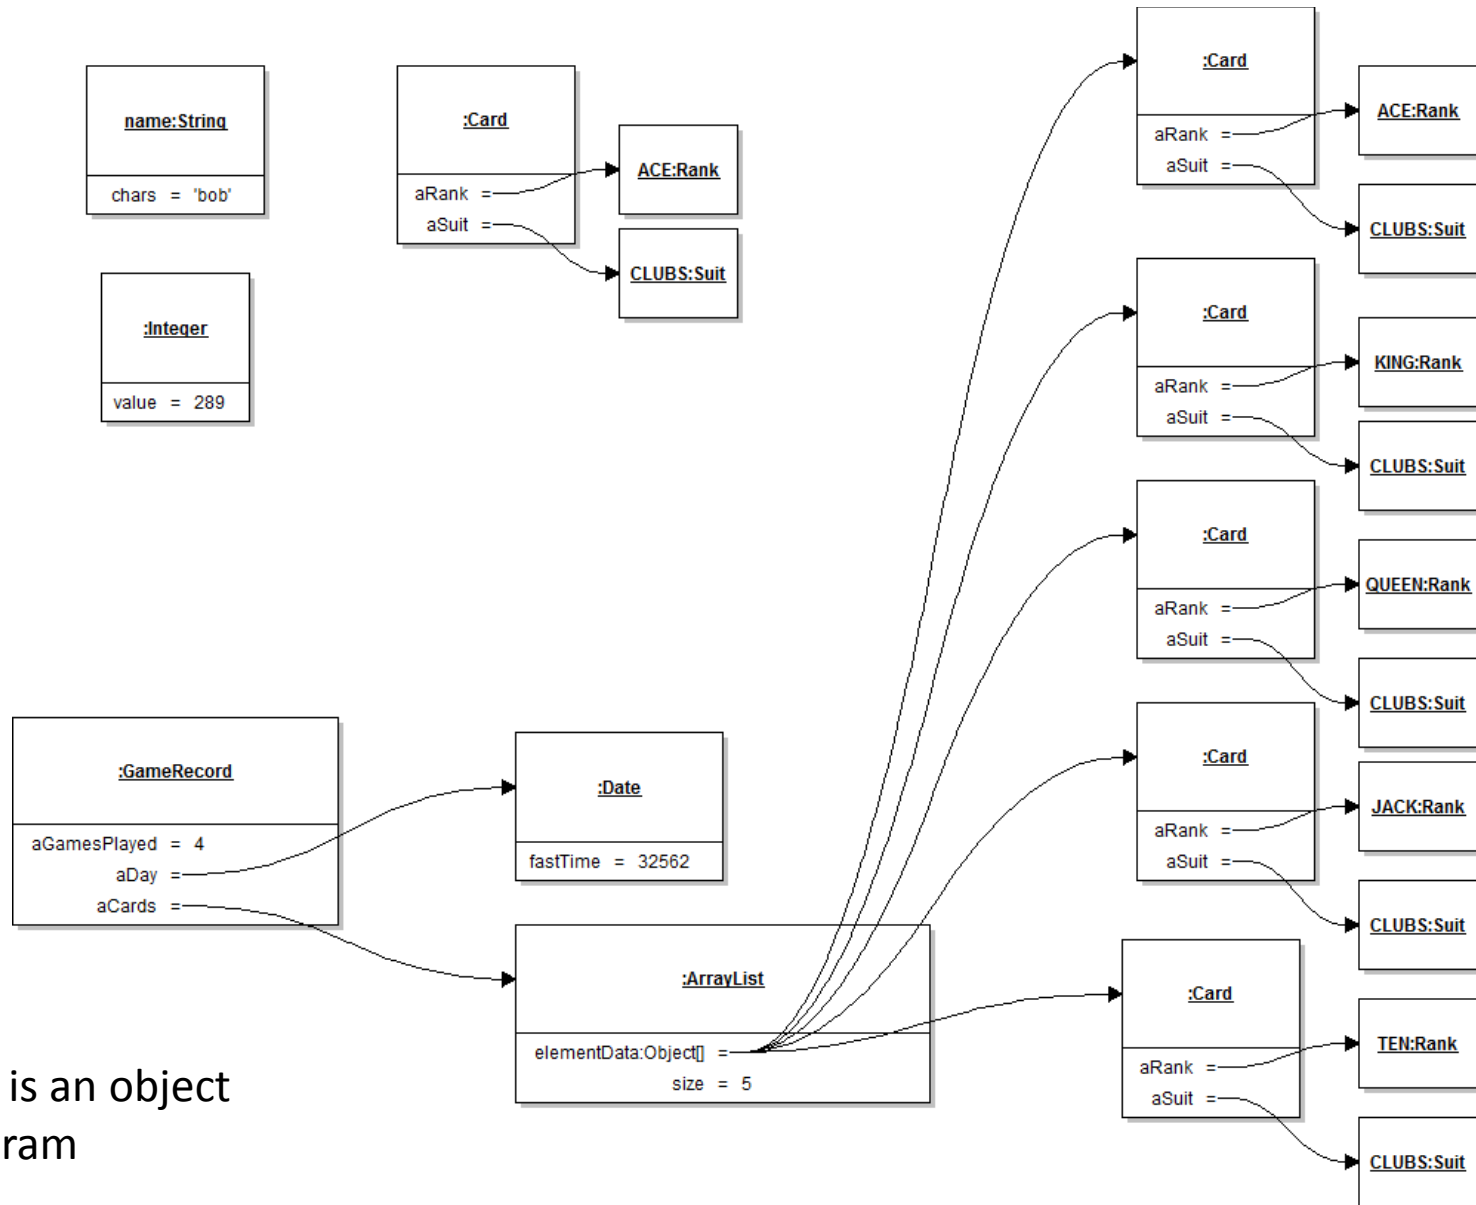 name:String
chars = 'bob'
:Integer
value = 289
:Card
aRank =
aSuit =
ACE:Rank
CLUBS:Suit
:GameRecord
aGamesPlayed = 4
aDay =
aCards =
:Date
fastTime = 32562
:ArrayList
elementData:Object[] =
size = 5
:Card
aRank =
aSuit =
ACE:Rank
CLUBS:Suit
:Card
aRank =
aSuit =
KING:Rank
CLUBS:Suit
:Card
aRank =
aSuit =
QUEEN:Rank
CLUBS:Suit
:Card
aRank =
aSuit =
JACK:Rank
CLUBS:Suit
:Card
aRank =
aSuit =
TEN:Rank
CLUBS:Suit
is an object
ram